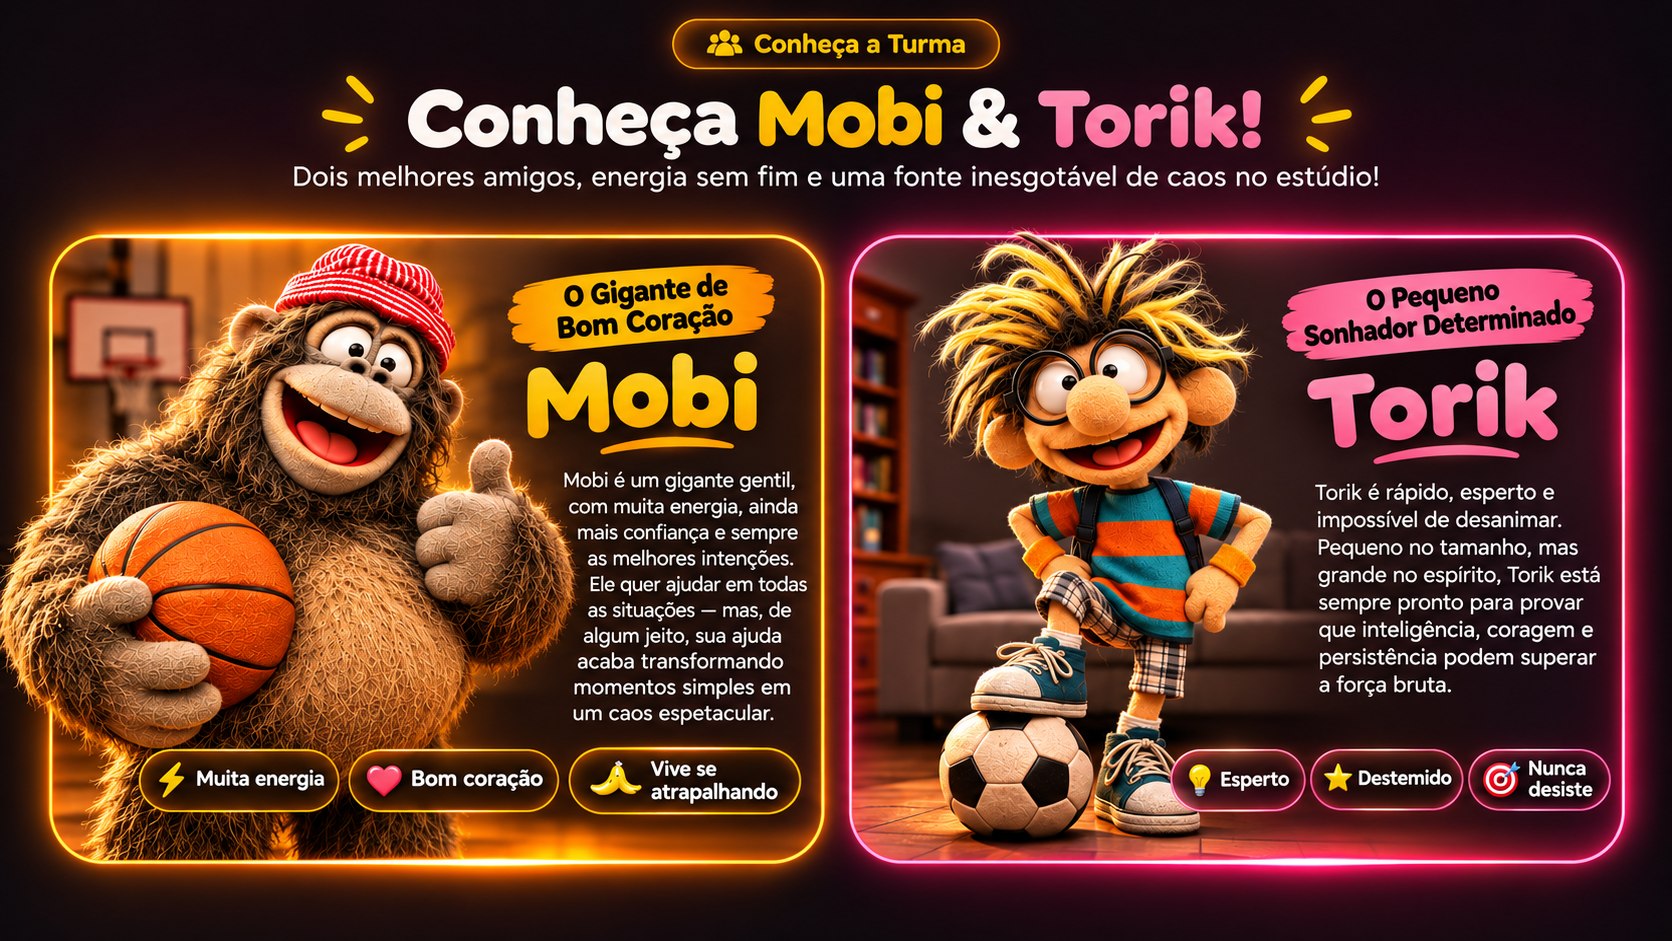 Conheça a Turma
Conheça Mobi & Torik!
Dois melhores amigos, energia sem fim e uma fonte inesgotável de caos no estúdio!
O Gigante de
Bom Coração
Mobi
Mobi é um gigante gentil,
com muita energia, ainda
mais confiança e sempre
as melhores intenções.
Ele quer ajudar em todas
as situações — mas, de
algum jeito, sua ajuda
acaba transformando
momentos simples em
um caos espetacular.
Muita energia
Bom coração
Vive se
atrapalhando
O Pequeno
Sonhador Determinado
Torik
Torik é rápido, esperto e
impossível de desanimar.
Pequeno no tamanho, mas
grande no espírito, Torik está
sempre pronto para provar
que inteligência, coragem e
persistência podem superar
a força bruta.
Esperto
Destemido
Nunca
desiste